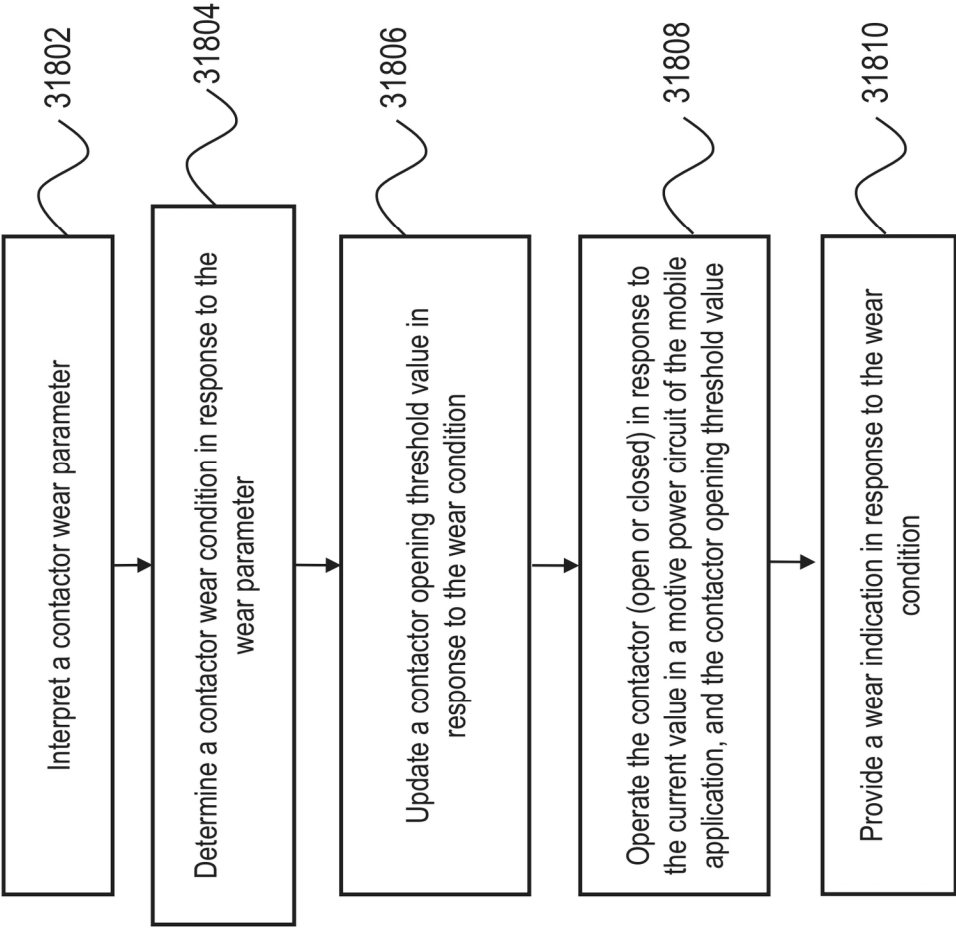 Interpret a contactor wear parameter
31802
Determine a contactor wear condition in response to the
wear parameter
31804
Update a contactor opening threshold value in
response to the wear condition
31806
Operate the contactor (open or closed) in response to
the current value in a motive power circuit of the mobile
application, and the contactor opening threshold value
31808
Provide a wear indication in response to the wear
condition
31810